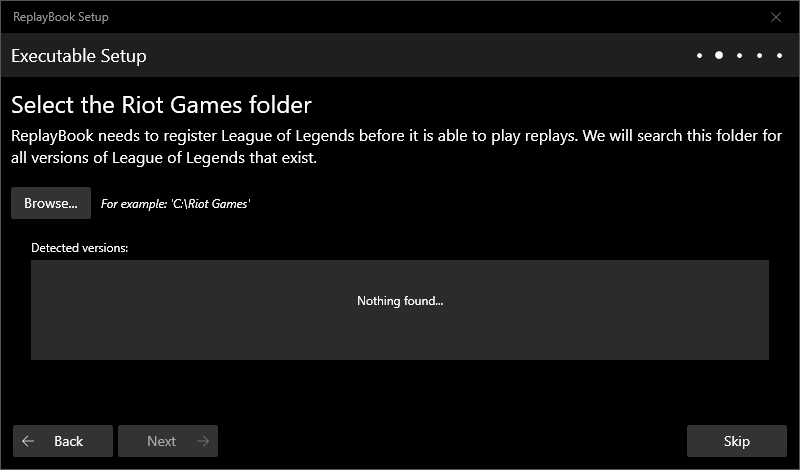 ReplayBook Setup
Executable Setup
Select the Riot Games folder
ReplayBook needs to register League of Legends before it is able to play replays. We will search this folder for
all versions of League of Legends that exist.
Browse... For example: 'C:\Riot Games'
Detected versions:
Nothing found...
Back Next Skip